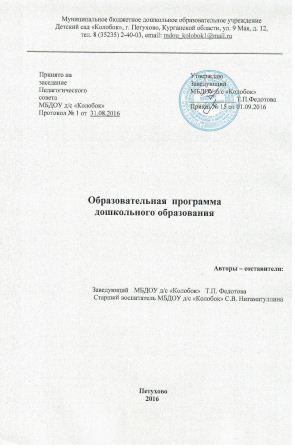 Муниципальное бюджетное дошкольное образовательное учреждение
Детский сад «Колобок», г. Петухово, Курганской области, ул. 9 Мая, д. 12,
тел. 8 (35235) 2-40-03, email: mdou_kolobok1@mail.ru
Принято на
заседание
Педагогического
совета
МБДОУ д/с «Колобок»
Протокол № 1 от 31.08.2016
Утверждаю
Заведующий
МБДОУ д/с «Колобок»
Т.П.Федотова
Приказ № 15 от 01.09.2016
Образовательная программа
дошкольного образования
Авторы – составители:
Заведующий МБДОУ д/с «Колобок» Т.П. Федотова
Старший воспитатель МБДОУ д/с «Колобок» С.В. Нигаматуллина
Петухово
2016